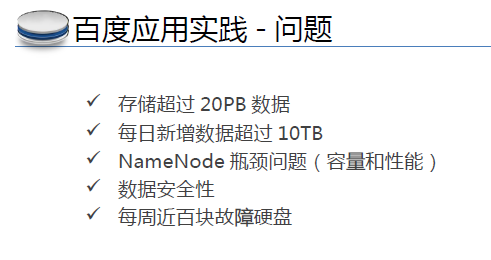 百度应用实践 - 问题
✓ 存储超过 20PB 数据
✓ 每日新增数据超过 10TB
✓ NameNode 瓶颈问题（容量和性能）
✓ 数据安全性
✓ 每周近百块故障硬盘